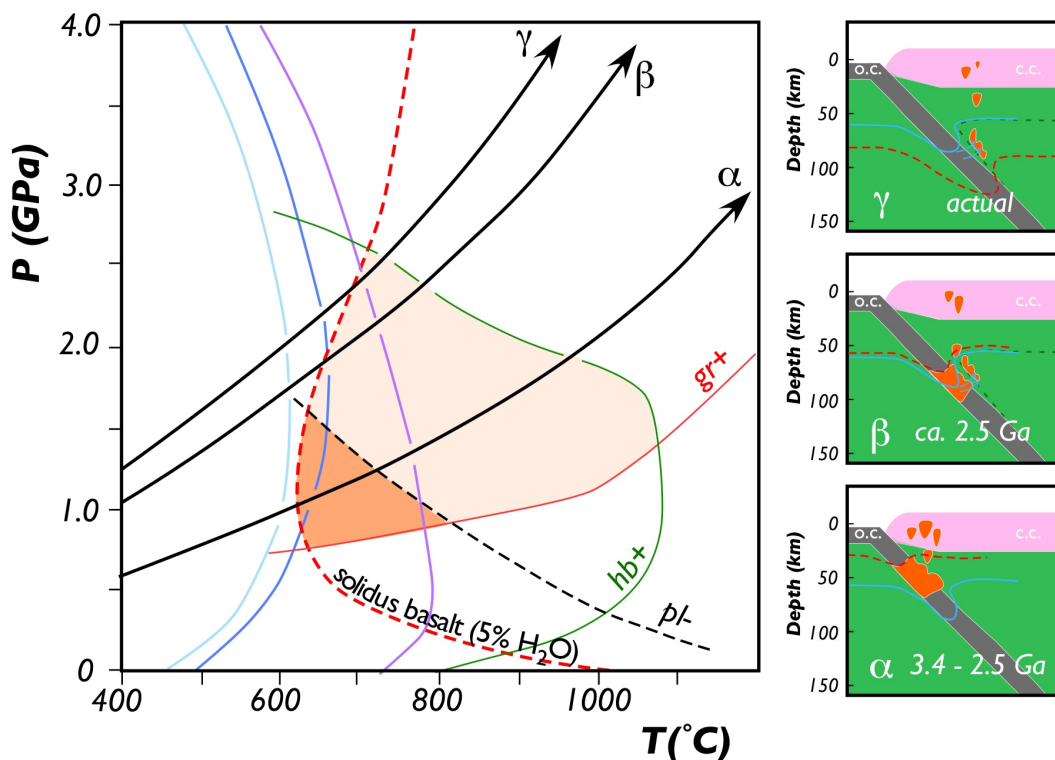 4.0
3.0
2.0
1.0
0
P (GPa)
400
600
800
1000
T(°C)
γ
β
α
gr+
hb+
pl-
solidus basalt (5% H₂O)
0
50
100
150
Depth (km)
O.C.
C.C.
γ
actual
0
50
100
150
Depth (km)
O.C.
C.C.
β
ca. 2.5 Ga
0
50
100
150
Depth (km)
O.C.
C.C.
α
3.4 - 2.5 Ga